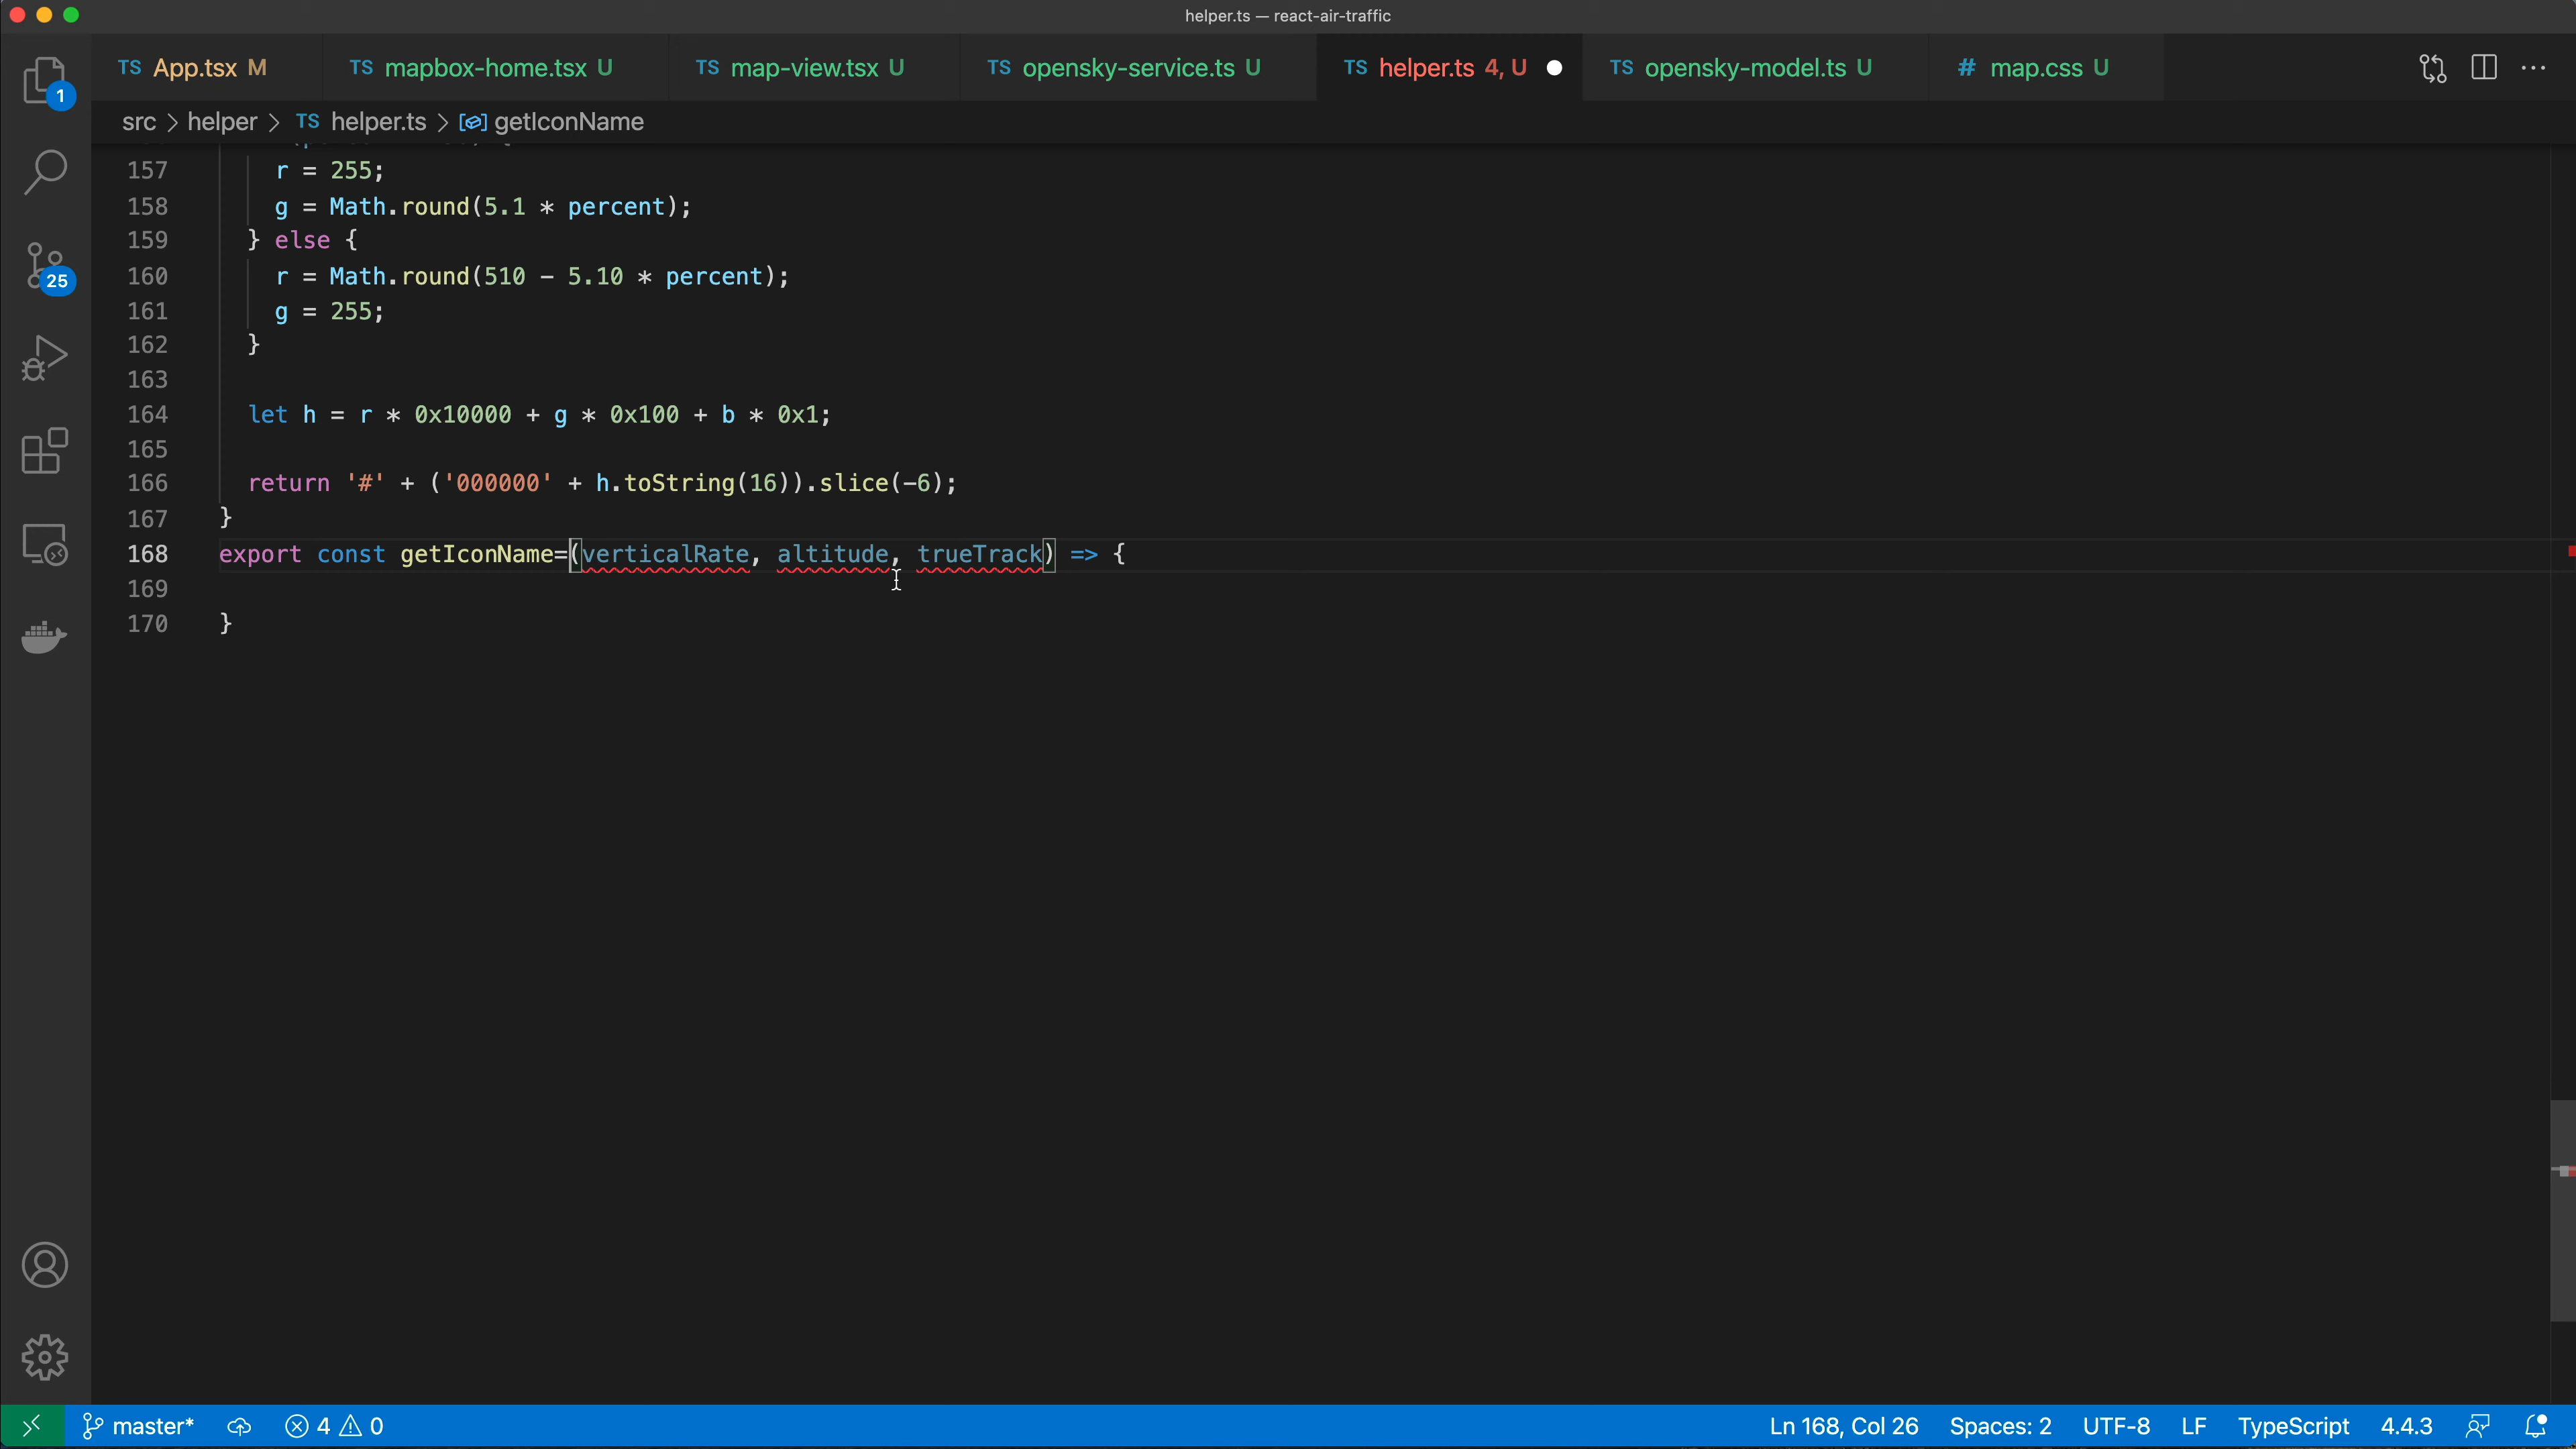 helper.ts — react-air-traffic
TS App.tsx M TS mapbox-home.tsx U TS map-view.tsx U TS opensky-service.ts U TS helper.ts 4, U TS opensky-model.ts U # map.css U
1
src > helper > TS helper.ts > getIconName
157 r = 255;
158 g = Math.round(5.1 * percent);
159 } else {
160 r = Math.round(510 - 5.10 * percent);
161 g = 255;
162 }
163
164 let h = r * 0x10000 + g * 0x100 + b * 0x1;
165
166 return '#' + ('000000' + h.toString(16)).slice(-6);
167 }
168 export const getIconName=(verticalRate, altitude, trueTrack) => {
169
170 }
25
master* 4 0 Ln 168, Col 26 Spaces: 2 UTF-8 LF TypeScript 4.4.3